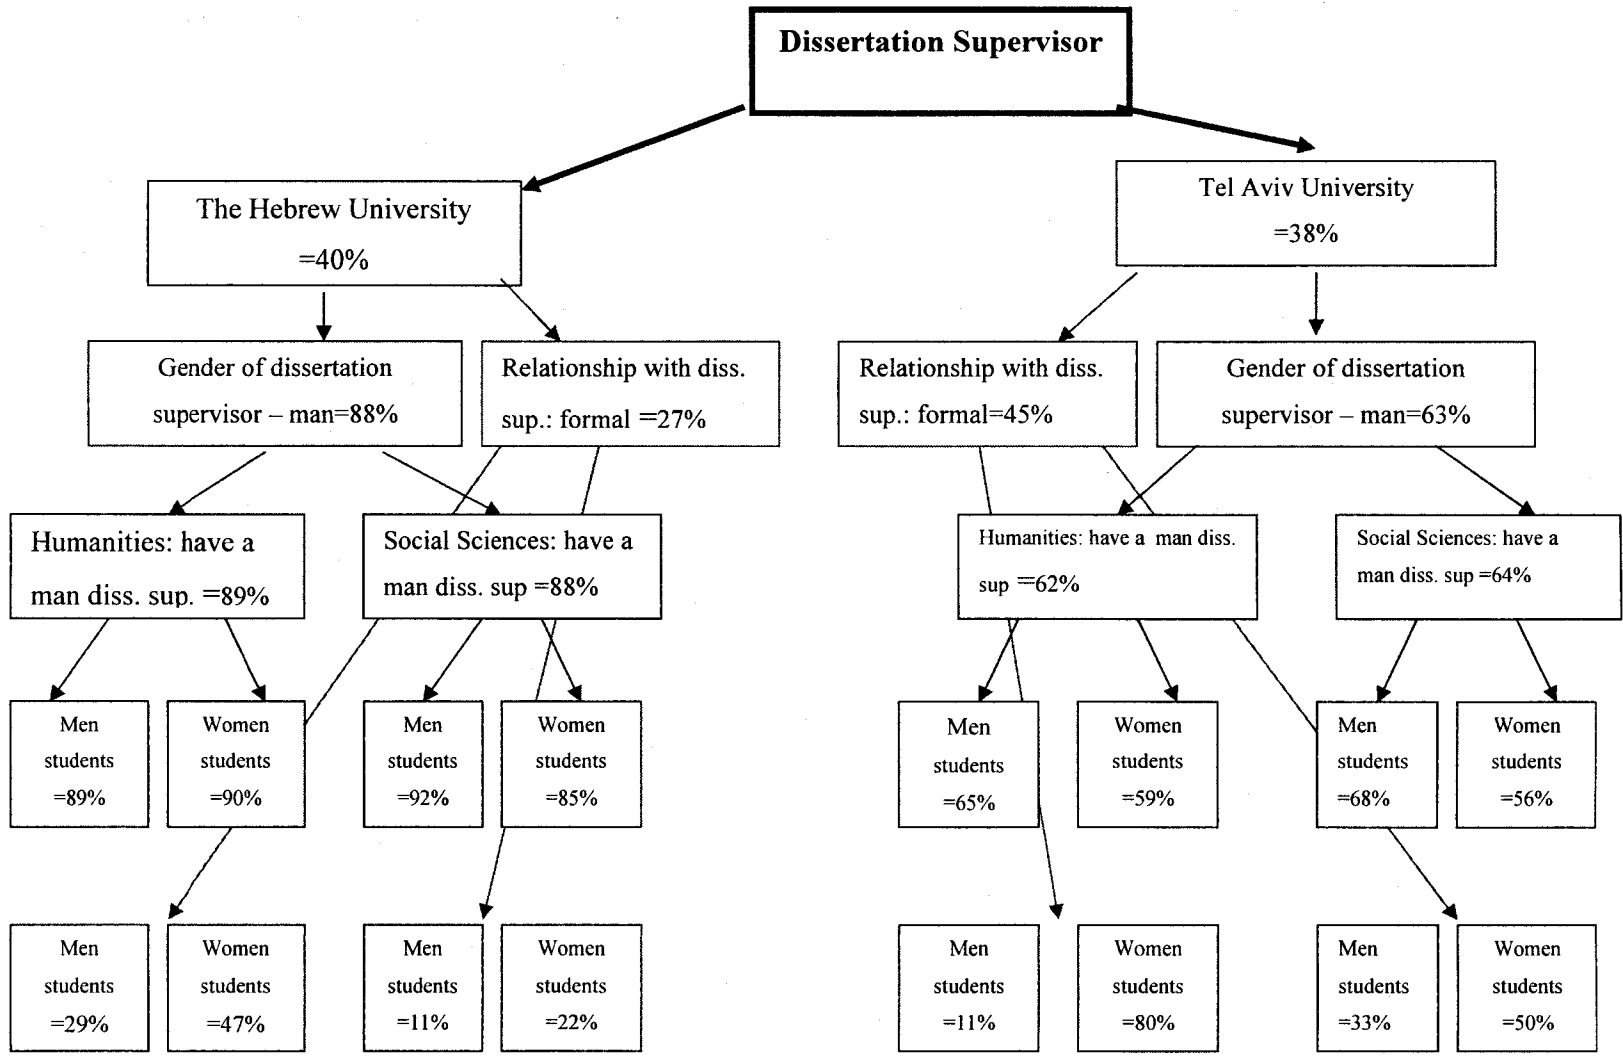 Dissertation Supervisor
The Hebrew University
=40%
Tel Aviv University
=38%
Gender of dissertation
supervisor – man=88%
Relationship with diss.
sup.: formal =27%
Relationship with diss.
sup.: formal=45%
Gender of dissertation
supervisor – man=63%
Humanities: have a
man diss. sup. =89%
Social Sciences: have a
man diss. sup =88%
Humanities: have a man diss.
sup =62%
Social Sciences: have a
man diss. sup =64%
Men
students
=89%
Women
students
=90%
Men
students
=92%
Women
students
=85%
Men
students
=65%
Women
students
=59%
Men
students
=68%
Women
students
=56%
Men
students
=29%
Women
students
=47%
Men
students
=11%
Women
students
=22%
Men
students
=11%
Women
students
=80%
Men
students
=33%
Women
students
=50%